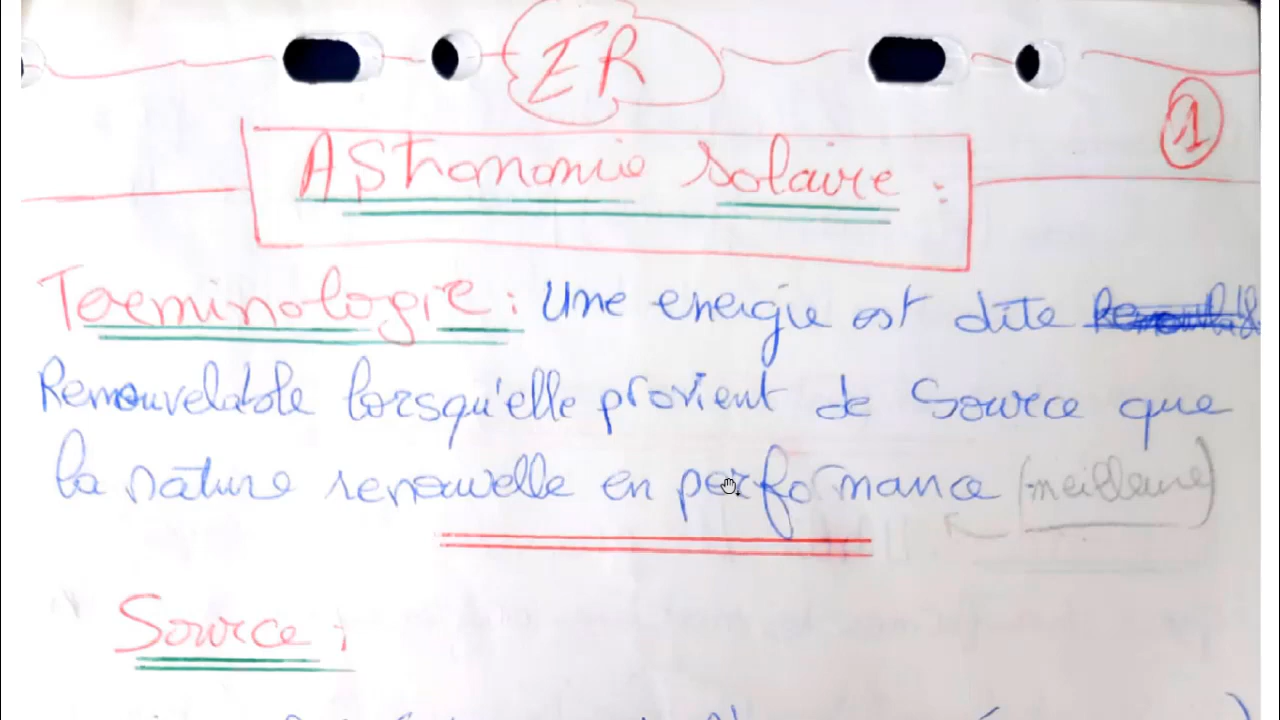 ER
1
Astronomie solaire :
Terminologie : Une energie est dite
Renouvelable lorsqu'elle provient de Source que
la nature renouvelle en performance (meilleure)
Source :